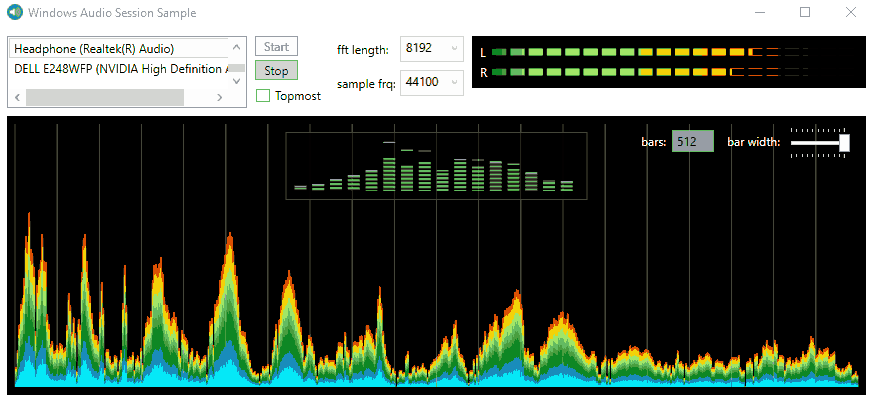 Windows Audio Session Sample
Headphone (Realtek(R) Audio)
DELL E248WFP (NVIDIA High Definition A
Start
Stop
Topmost
fft length:
8192
sample frq:
44100
L
R
bars:
512
bar width: